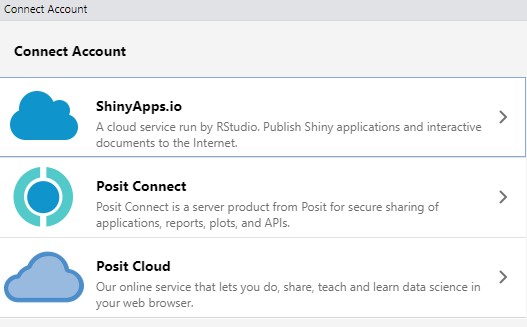 Connect Account
Connect Account
ShinyApps.io
A cloud service run by RStudio. Publish Shiny applications and interactive
documents to the Internet.
Posit Connect
Posit Connect is a server product from Posit for secure sharing of
applications, reports, plots, and APIs.
Posit Cloud
Our online service that lets you do, share, teach and learn data science in
your web browser.